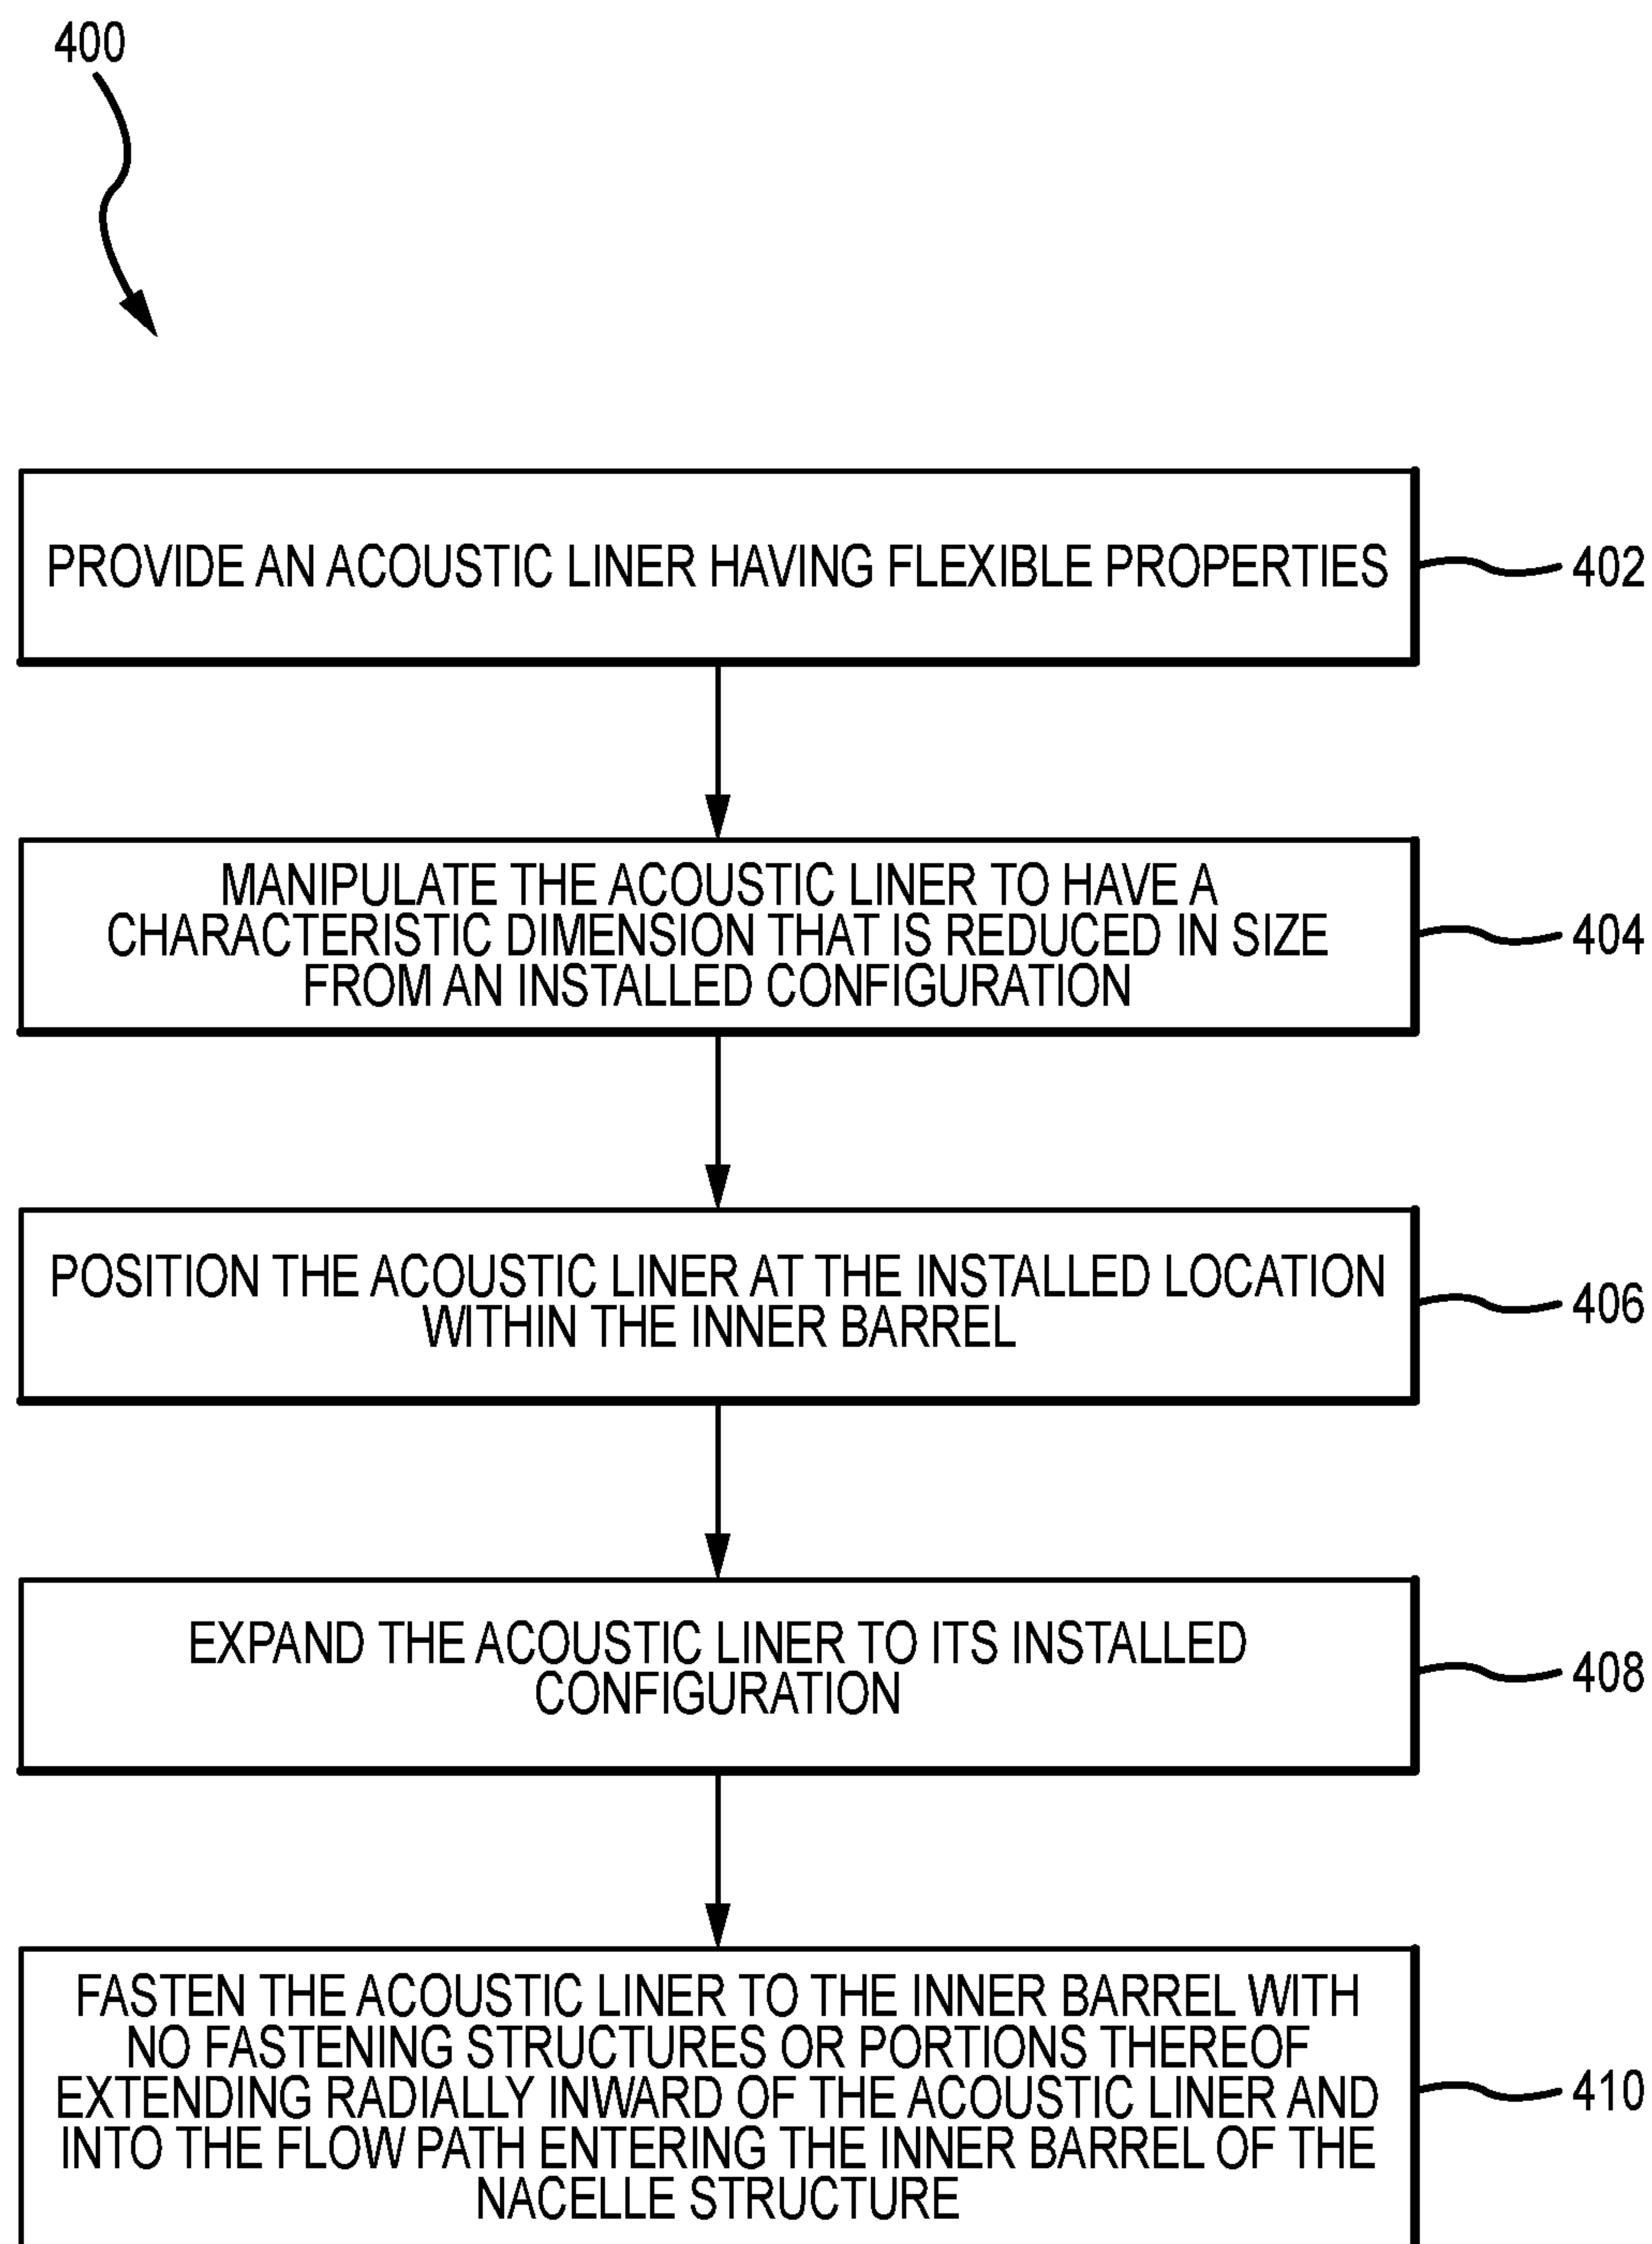 400
PROVIDE AN ACOUSTIC LINER HAVING FLEXIBLE PROPERTIES
402
MANIPULATE THE ACOUSTIC LINER TO HAVE A
CHARACTERISTIC DIMENSION THAT IS REDUCED IN SIZE
FROM AN INSTALLED CONFIGURATION
404
POSITION THE ACOUSTIC LINER AT THE INSTALLED LOCATION
WITHIN THE INNER BARREL
406
EXPAND THE ACOUSTIC LINER TO ITS INSTALLED
CONFIGURATION
408
FASTEN THE ACOUSTIC LINER TO THE INNER BARREL WITH
NO FASTENING STRUCTURES OR PORTIONS THEREOF
EXTENDING RADIALLY INWARD OF THE ACOUSTIC LINER AND
INTO THE FLOW PATH ENTERING THE INNER BARREL OF THE
NACELLE STRUCTURE
410